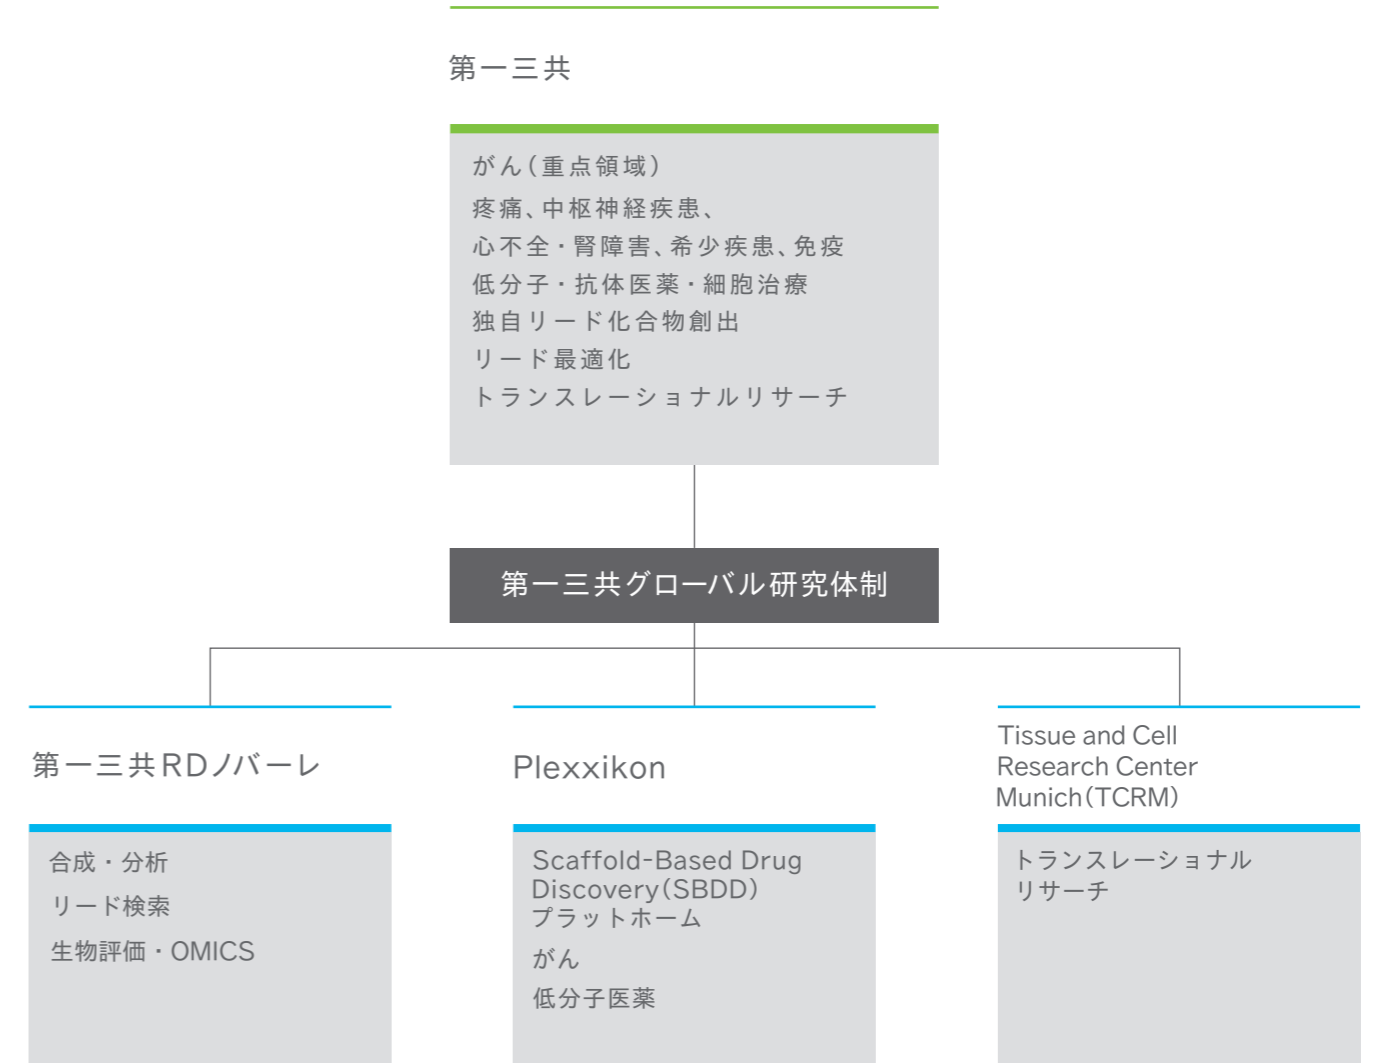 第一三共
がん(重点領域)
疼痛、中枢神経疾患、
心不全・腎障害、希少疾患、免疫
低分子・抗体医薬・細胞治療
独自リード化合物創出
リード最適化
トランスレーショナルリサーチ
第一三共グローバル研究体制
第一三共RDノバーレ
合成・分析
リード検索
生物評価・OMICS
Plexxikon
Scaffold-Based Drug
Discovery(SBDD)
プラットホーム
がん
低分子医薬
Tissue and Cell
Research Center
Munich(TCRM)
トランスレーショナル
リサーチ